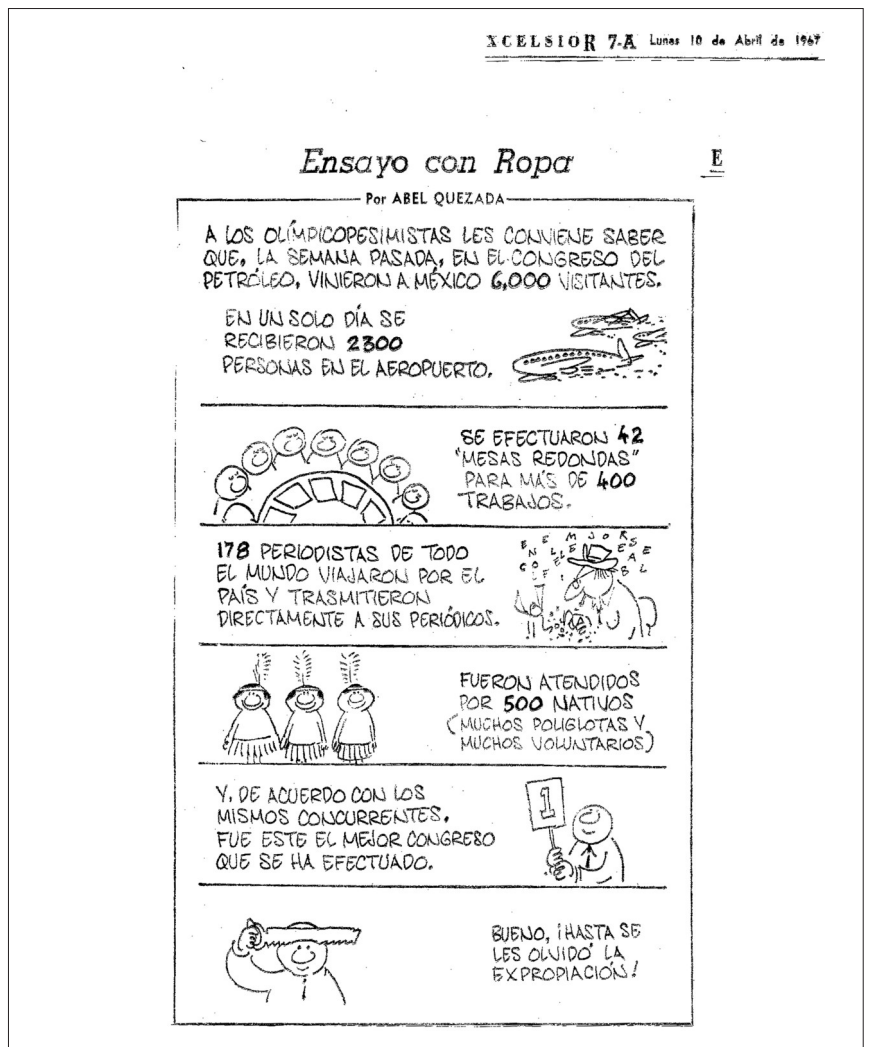 XCELSIOR 7-A Lunes 10 de Abril de 1967
Ensayo con Ropa
E
Por ABEL QUEZADA
A LOS OLÍMPICOPESIMISTAS LES CONVIENE SABER
QUE, LA SEMANA PASADA, EN EL CONGRESO DEL
PETRÓLEO, VINIERON A MÉXICO 6,000 VISITANTES.
EN UN SOLO DÍA SE
RECIBIERON 2300
PERSONAS EN EL AEROPUERTO.
SE EFECTUARON 42
"MESAS REDONDAS"
PARA MÁS DE 400
TRABAJOS.
178 PERIODISTAS DE TODO
EL MUNDO VIAJARON POR EL
PAÍS Y TRASMITIERON
DIRECTAMENTE A SUS PERIÓDICOS.
FUERON ATENDIDOS
POR 500 NATIVOS
(MUCHOS POLIGLOTAS Y
MUCHOS VOLUNTARIOS)
Y, DE ACUERDO CON LOS
MISMOS CONCURRENTES,
FUE ESTE EL MEJOR CONGRESO
QUE SE HA EFECTUADO.
1
BUENO, ¡HASTA SE
LES OLVIDÓ LA
EXPROPIACIÓN!